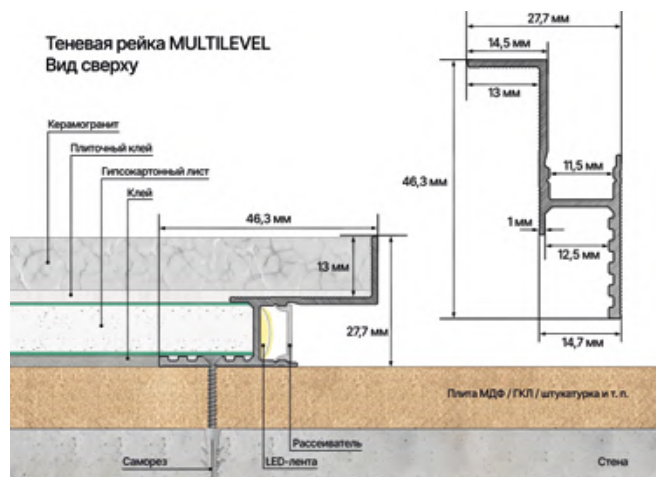 Теневая рейка MULTILEVEL
Вид сверху
Керамогранит
Плиточный клей
Гипсокартонный лист
Клей
46,3 мм
13 мм
27,7 мм
27,7 мм
14,5 мм
13 мм
46,3 мм
11,5 мм
1 мм
12,5 мм
14,7 мм
Плита МДФ / ГКЛ / штукатурка и т. п.
Рассеиватель
Саморез
LED-лента
Стена